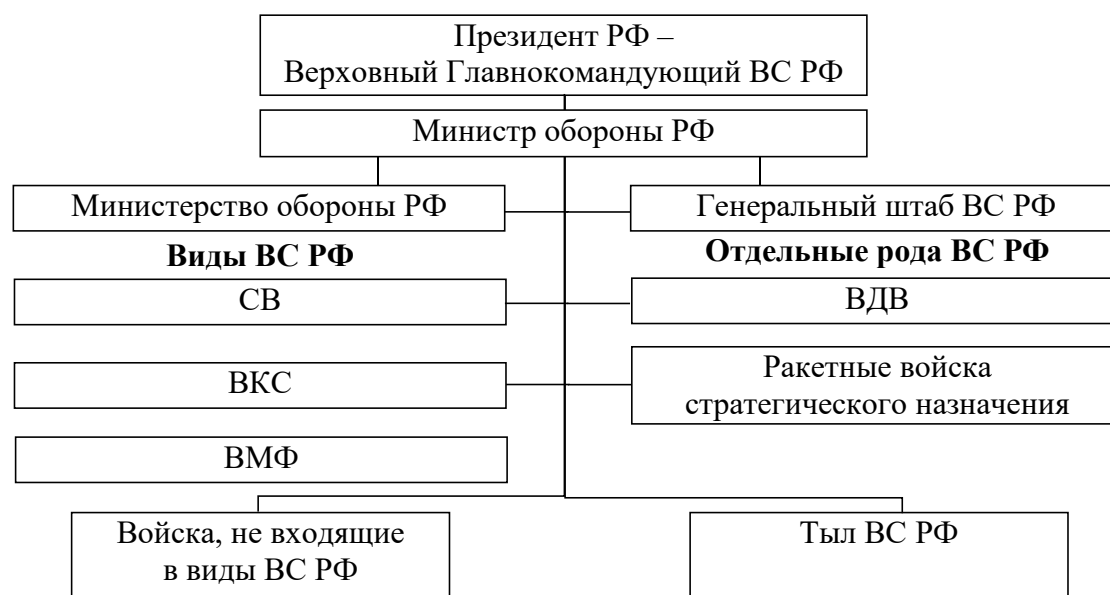 Президент РФ –
Верховный Главнокомандующий ВС РФ
Министр обороны РФ
Министерство обороны РФ
Генеральный штаб ВС РФ
Виды ВС РФ
Отдельные рода ВС РФ
СВ
ВДВ
ВКС
Ракетные войска
стратегического назначения
ВМФ
Войска, не входящие
в виды ВС РФ
Тыл ВС РФ